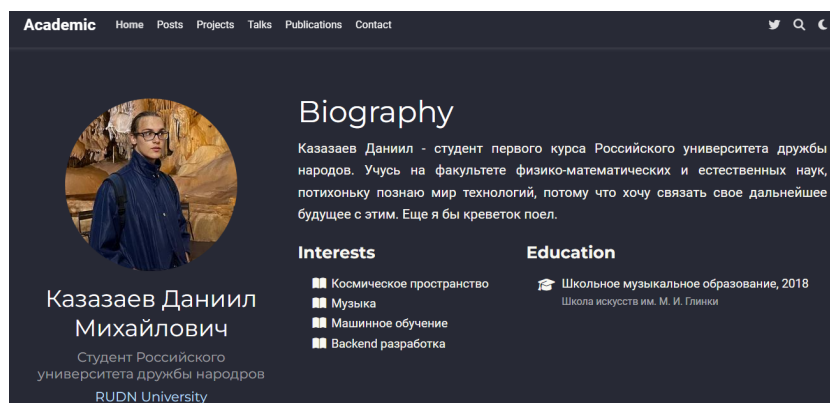 Academic Home Posts Projects Talks Publications Contact
Biography
Казазаев Даниил - студент первого курса Российского университета дружбы
народов. Учусь на факультете физико-математических и естественных наук,
потихоньку познаю мир технологий, потому что хочу связать свое дальнейшее
будущее с этим. Еще я бы креветок поел.
Казазаев Даниил
Михайлович
Студент Российского
университета дружбы народров
RUDN University
Interests
Космическое пространство
Музыка
Машинное обучение
Backend разработка
Education
Школьное музыкальное образование, 2018
Школа искусств им. М. И. Глинки